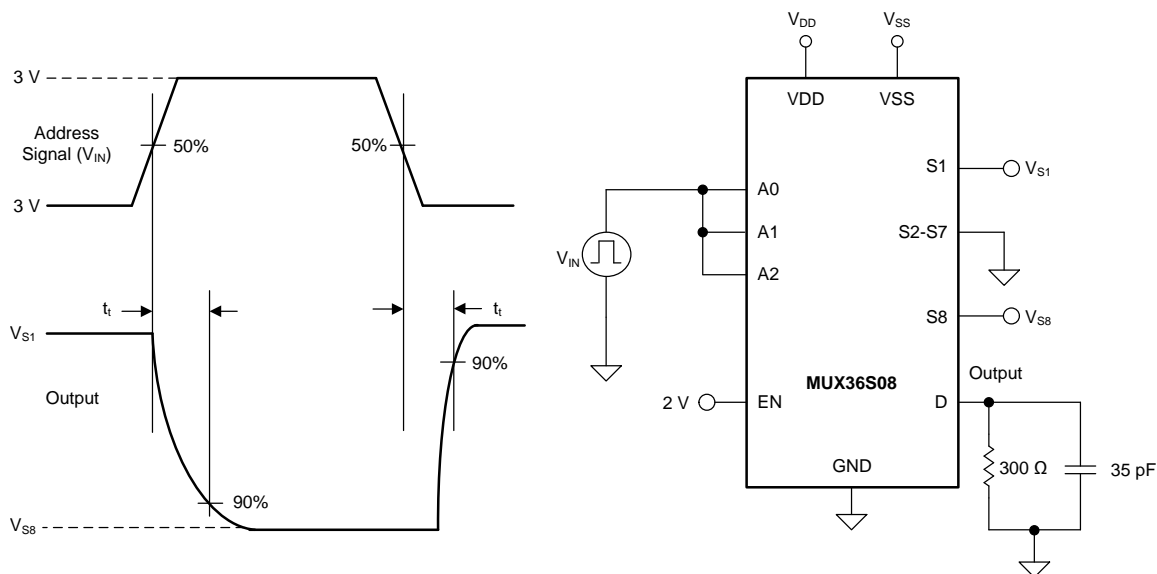 3 V
Address
Signal (VIN)
50%
50%
3 V
tt
tt
VS1
90%
Output
90%
VS8
VDD
VSS
VDD
VSS
S1
VS1
A0
S2-S7
A1
VIN
A2
S8
VS8
MUX36S08
Output
2 V
EN
D
GND
300 Ω
35 pF